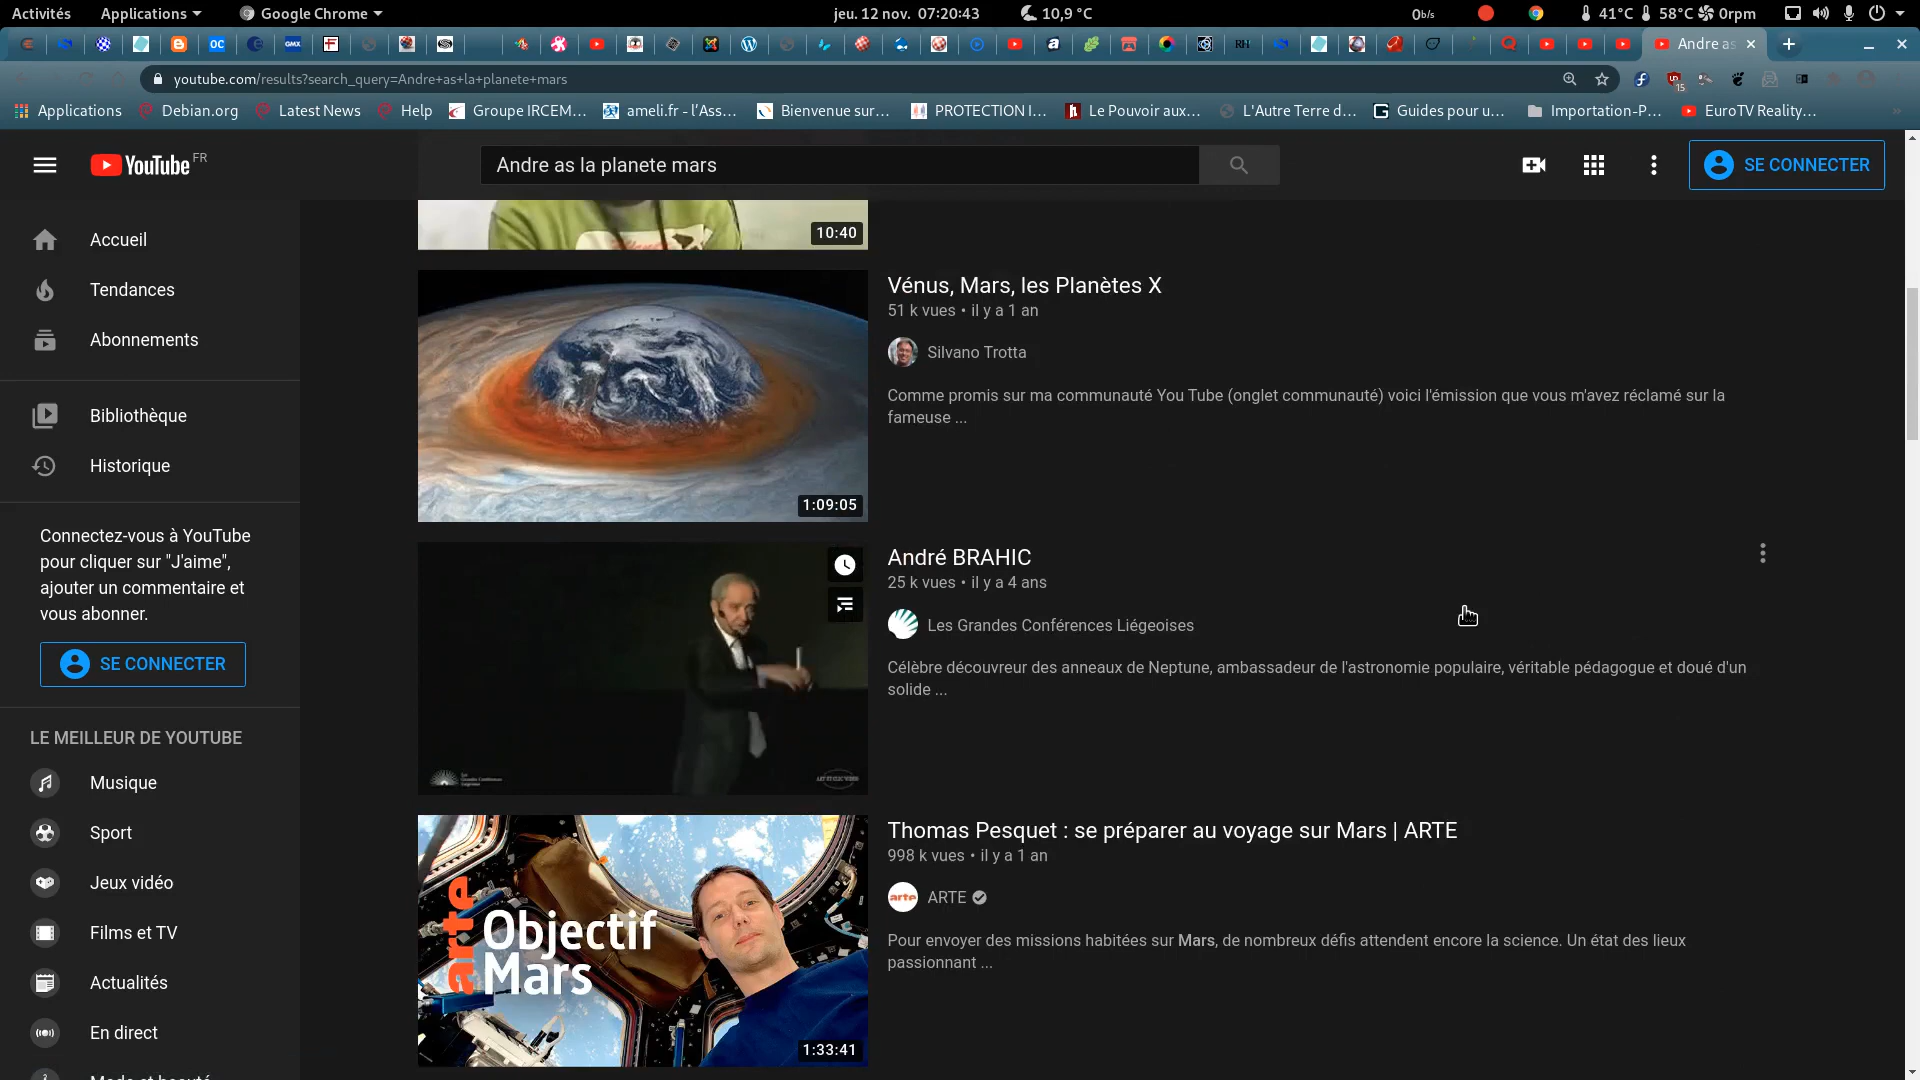 Activités Applications Google Chrome jeu. 12 nov. 07:20:43 10,9 °C 0b/s 41°C 58°C 0rpm
Andre as
youtube.com/results?search_query=Andre+as+la+planete+mars
15
Applications Debian.org Latest News Help Groupe IRCEM… ameli.fr - l'Ass… Bienvenue sur… PROTECTION I… Le Pouvoir aux… L'Autre Terre d… Guides pour u… Importation-P… EuroTV Reality…
YouTube FR
Andre as la planete mars
SE CONNECTER
Accueil
Tendances
Abonnements
Bibliothèque
Historique
Connectez-vous à YouTube
pour cliquer sur "J'aime",
ajouter un commentaire et
vous abonner.
SE CONNECTER
LE MEILLEUR DE YOUTUBE
Musique
Sport
Jeux vidéo
Films et TV
Actualités
En direct
Mode et beauté
10:40
Vénus, Mars, les Planètes X
51 k vues • il y a 1 an
Silvano Trotta
Comme promis sur ma communauté You Tube (onglet communauté) voici l'émission que vous m'avez réclamé sur la
fameuse ...
1:09:05
André BRAHIC
25 k vues • il y a 4 ans
Les Grandes Conférences Liégeoises
Célèbre découvreur des anneaux de Neptune, ambassadeur de l'astronomie populaire, véritable pédagogue et doué d'un
solide ...
Thomas Pesquet : se préparer au voyage sur Mars | ARTE
998 k vues • il y a 1 an
ARTE
Pour envoyer des missions habitées sur Mars, de nombreux défis attendent encore la science. Un état des lieux
passionnant ...
arte
Objectif
Mars
1:33:41